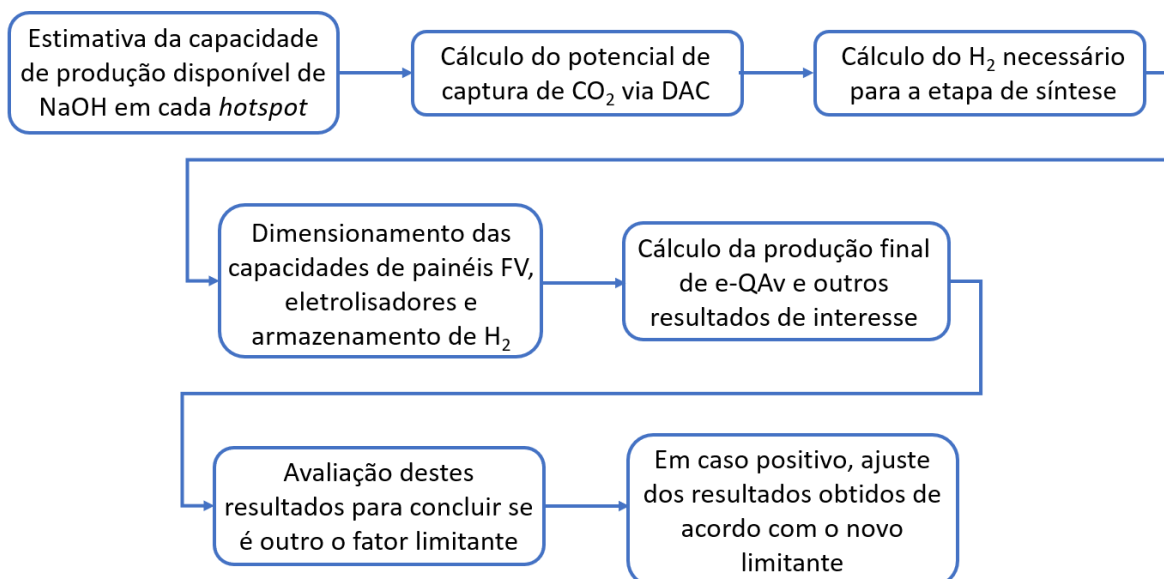 Estimativa da capacidade
de produção disponível de
NaOH em cada hotspot
Cálculo do potencial de
captura de CO₂ via DAC
Cálculo do H₂ necessário
para a etapa de síntese
Dimensionamento das
capacidades de painéis FV,
eletrolisadores e
armazenamento de H₂
Cálculo da produção final
de e-QAv e outros
resultados de interesse
Avaliação destes
resultados para concluir se
é outro o fator limitante
Em caso positivo, ajuste
dos resultados obtidos de
acordo com o novo
limitante